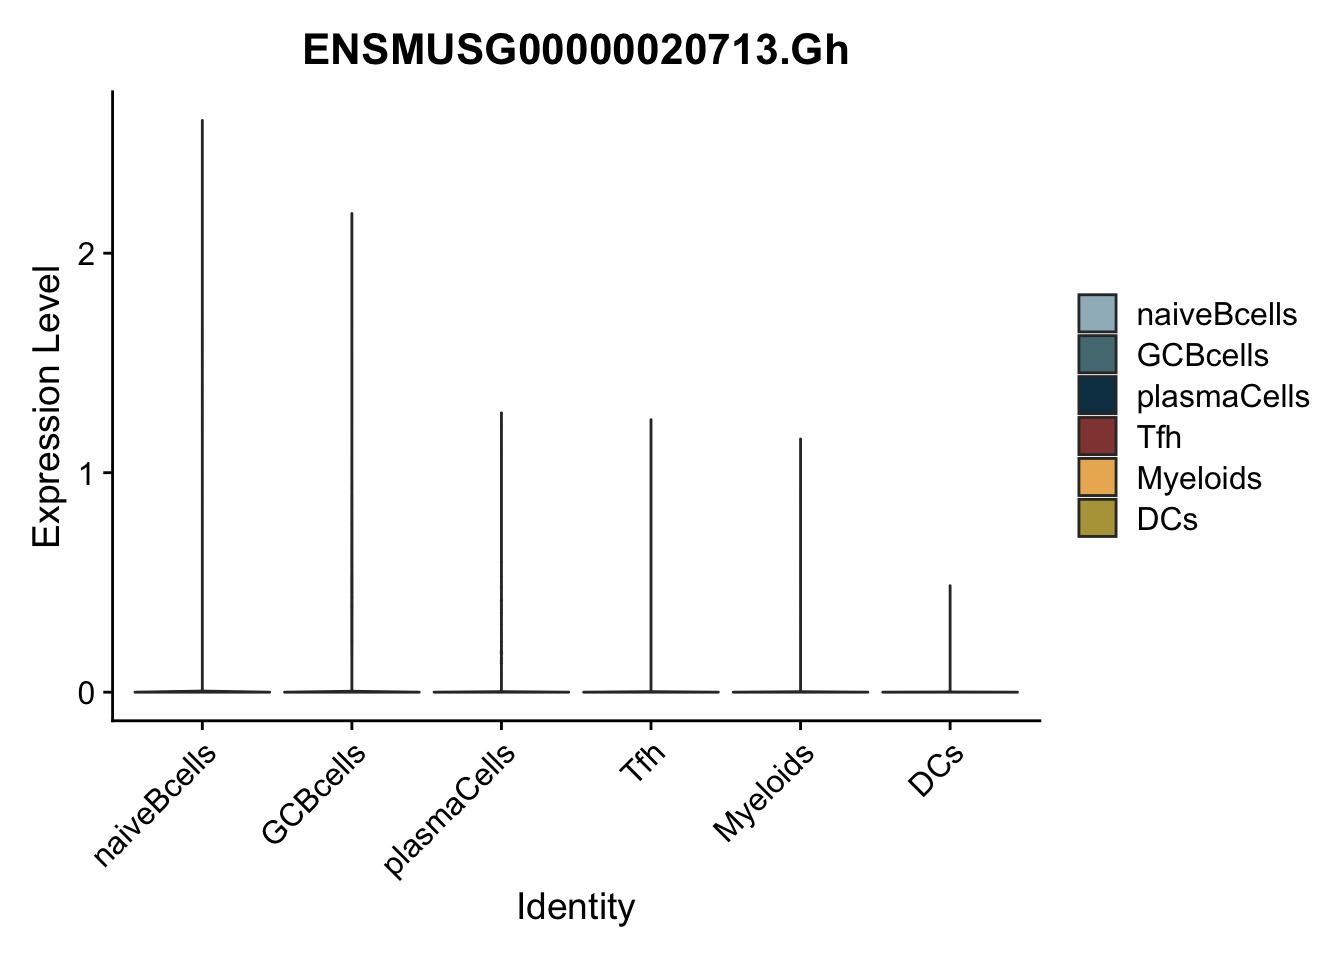 ENSMUSG00000020713.Gh
Expression Level
2
1
0
naiveBcells
GCBcells
plasmaCells
Tfh
Myeloids
DCs
Identity
naiveBcells
GCBcells
plasmaCells
Tfh
Myeloids
DCs